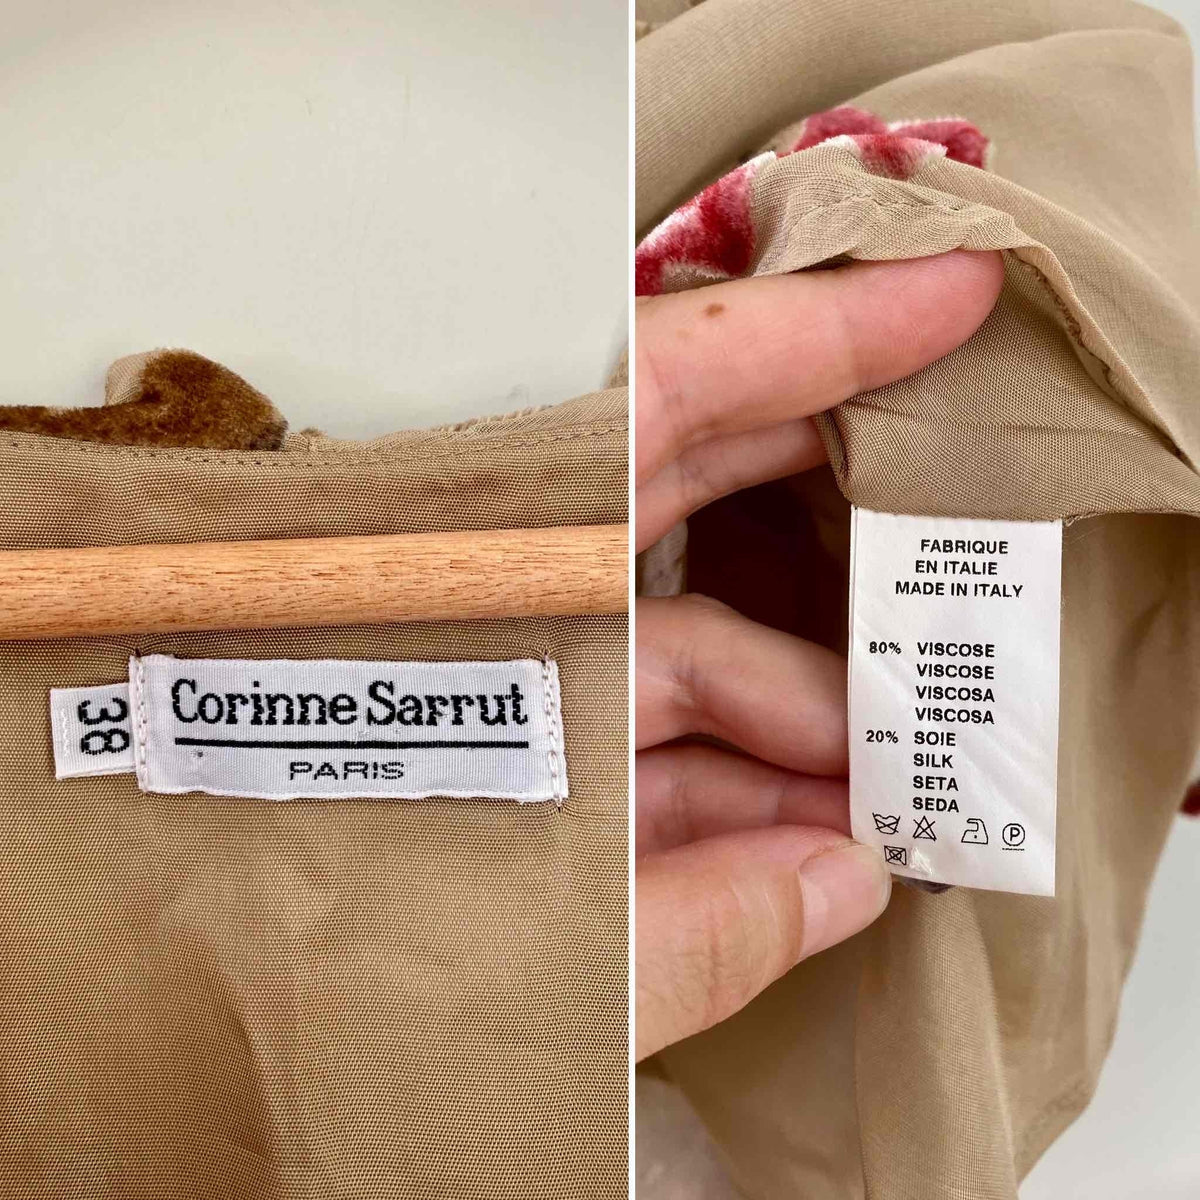 38
Corinne Sarrut
PARIS
FABRIQUE
EN ITALIE
MADE IN ITALY
80% VISCOSE
VISCOSE
VISCOSA
VISCOSA
20% SOIE
SILK
SETA
SEDA
P